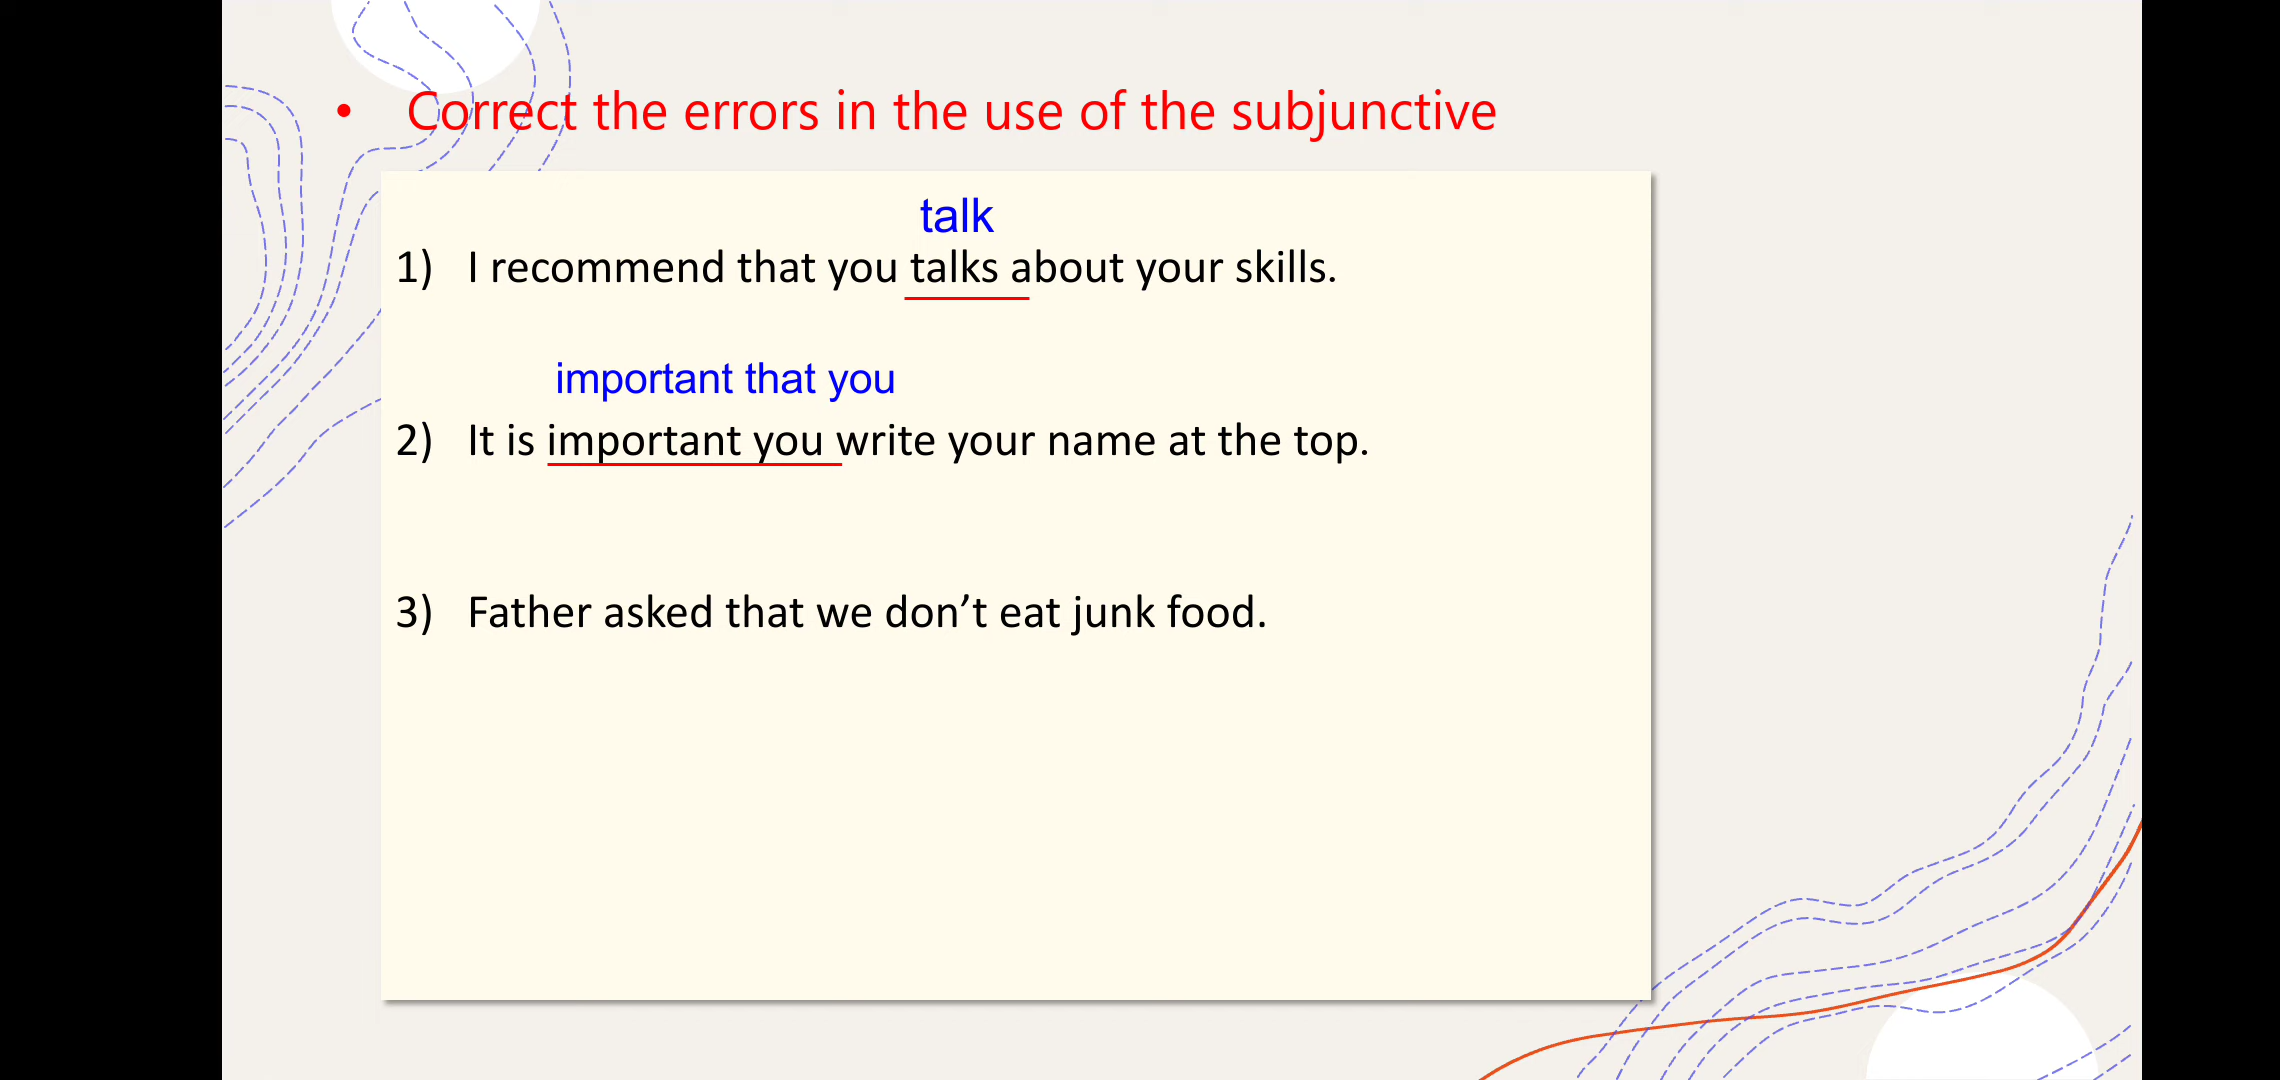 • Correct the errors in the use of the subjunctive
talk
1) I recommend that you talks about your skills.
important that you
2) It is important you write your name at the top.
3) Father asked that we don’t eat junk food.